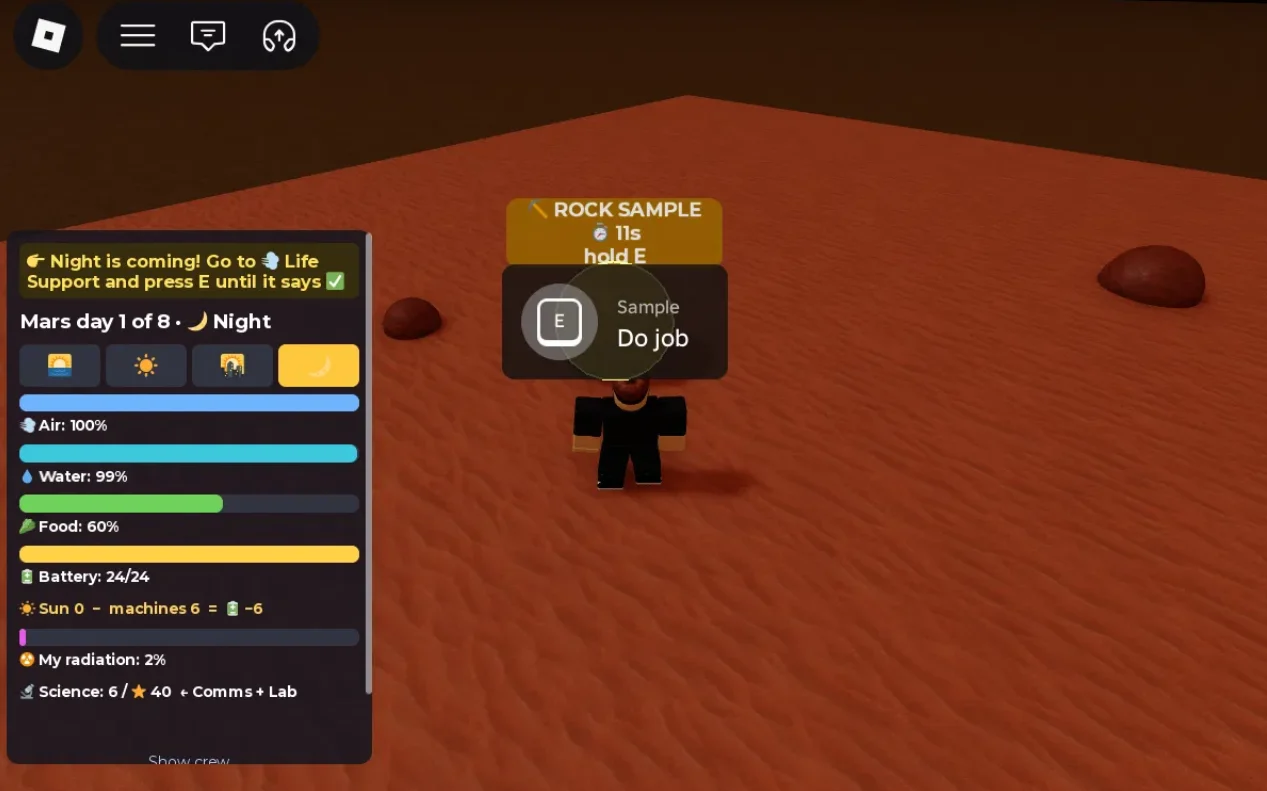 ROCK SAMPLE
11s
hold E
E
Sample
Do job
Night is coming! Go to Life
Support and press E until it says
Mars day 1 of 8 • Night
Air: 100%
Water: 99%
Food: 60%
Battery: 24/24
Sun 0 - machines 6 = -6
My radiation: 2%
Science: 6 / 40 ← Comms + Lab
Show crew